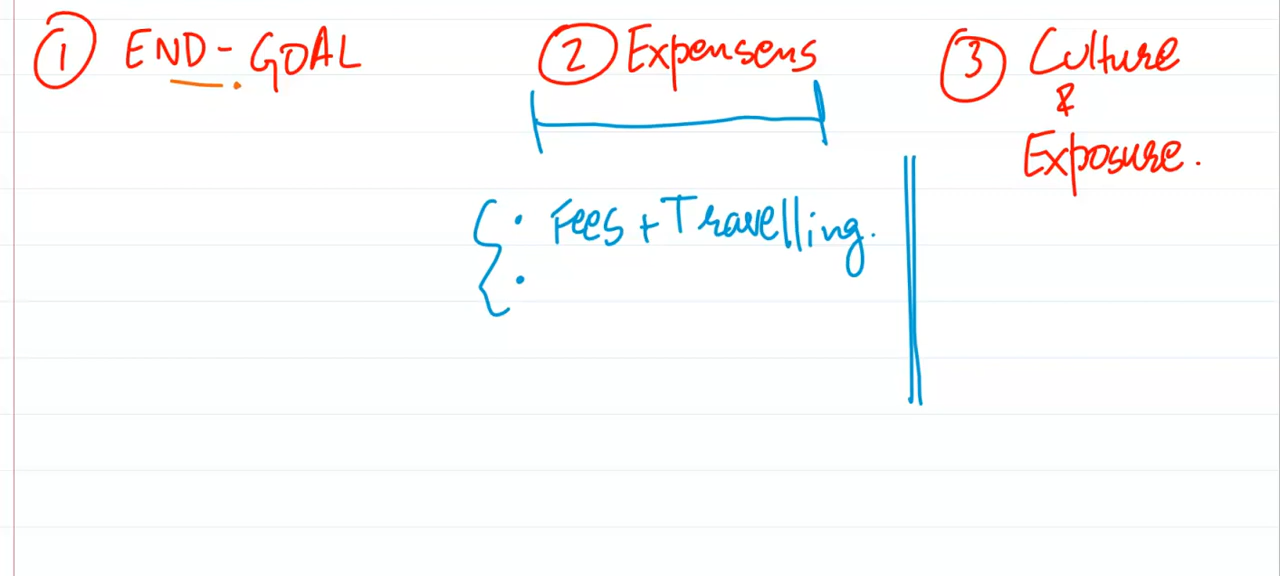 ① END-GOAL
② Expensens
③ Culture
&
Exposure.
• Fees + Travelling.
•